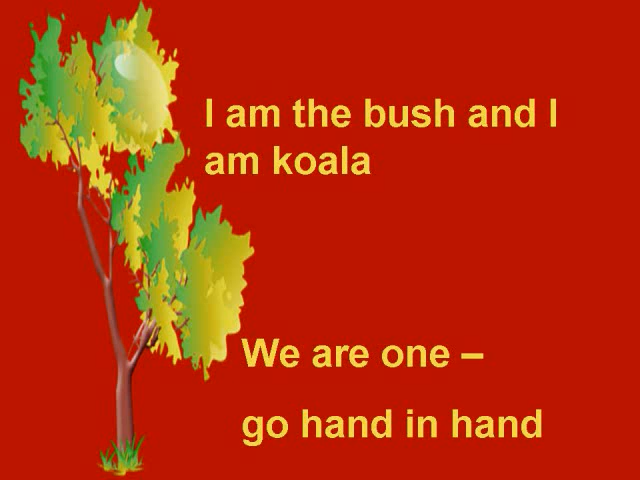 I am the bush and I
am koala
We are one –
go hand in hand